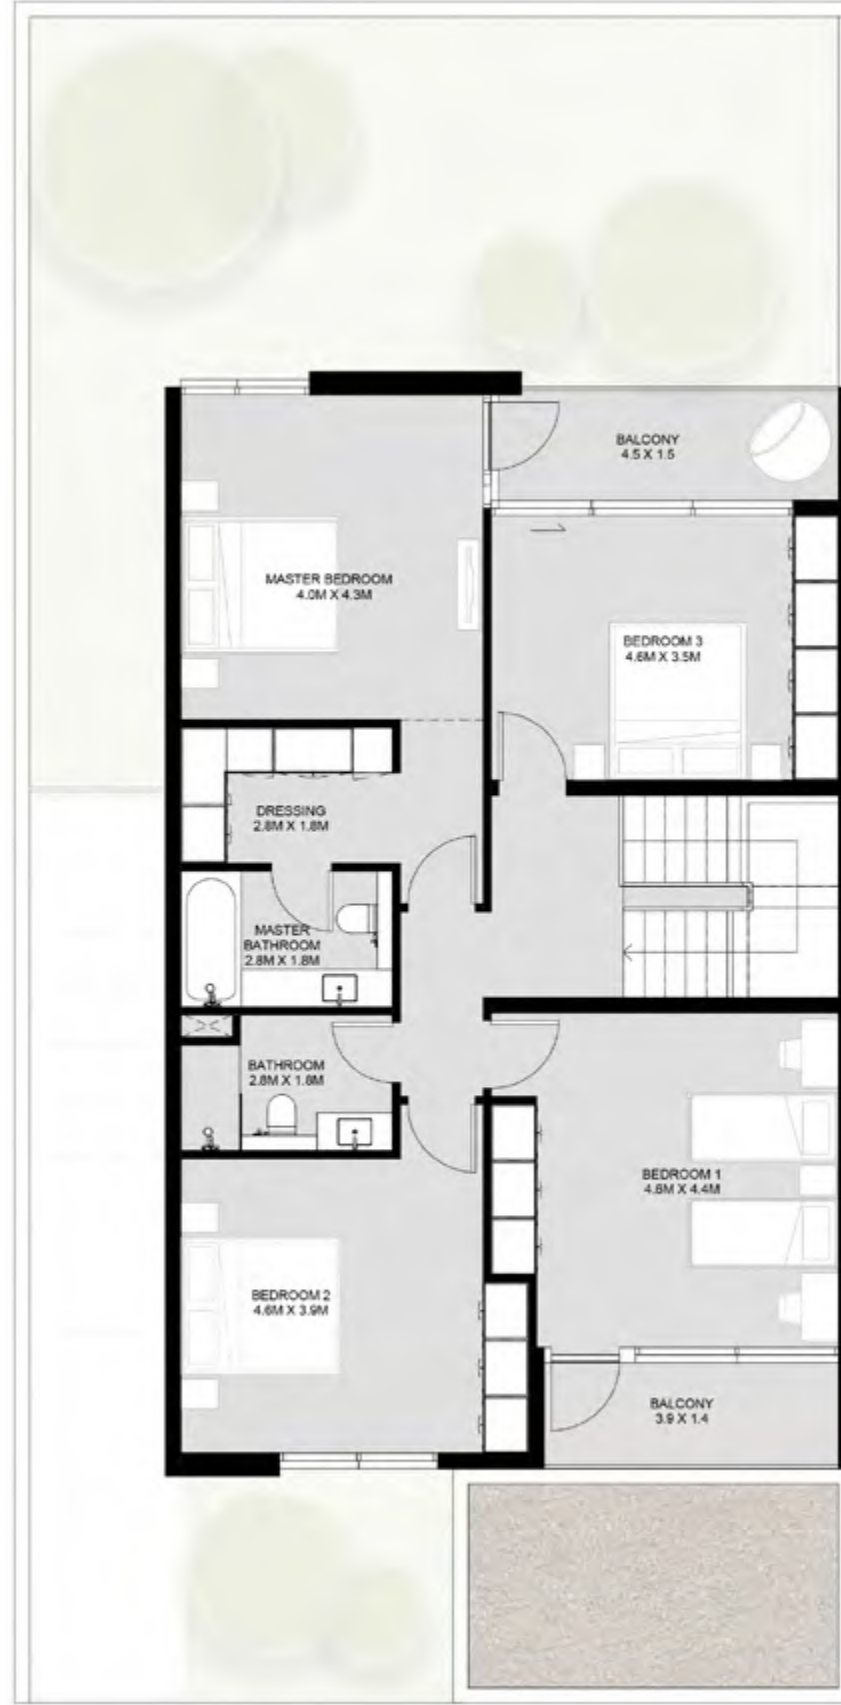 BALCONY
4.5 X 1.5
MASTER BEDROOM
4.0M X 4.3M
BEDROOM 3
4.6M X 3.5M
DRESSING
2.8M X 1.8M
MASTER
BATHROOM
2.8M X 1.8M
BATHROOM
2.8M X 1.8M
BEDROOM 1
4.6M X 4.4M
BEDROOM 2
4.6M X 3.9M
BALCONY
3.9 X 1.4